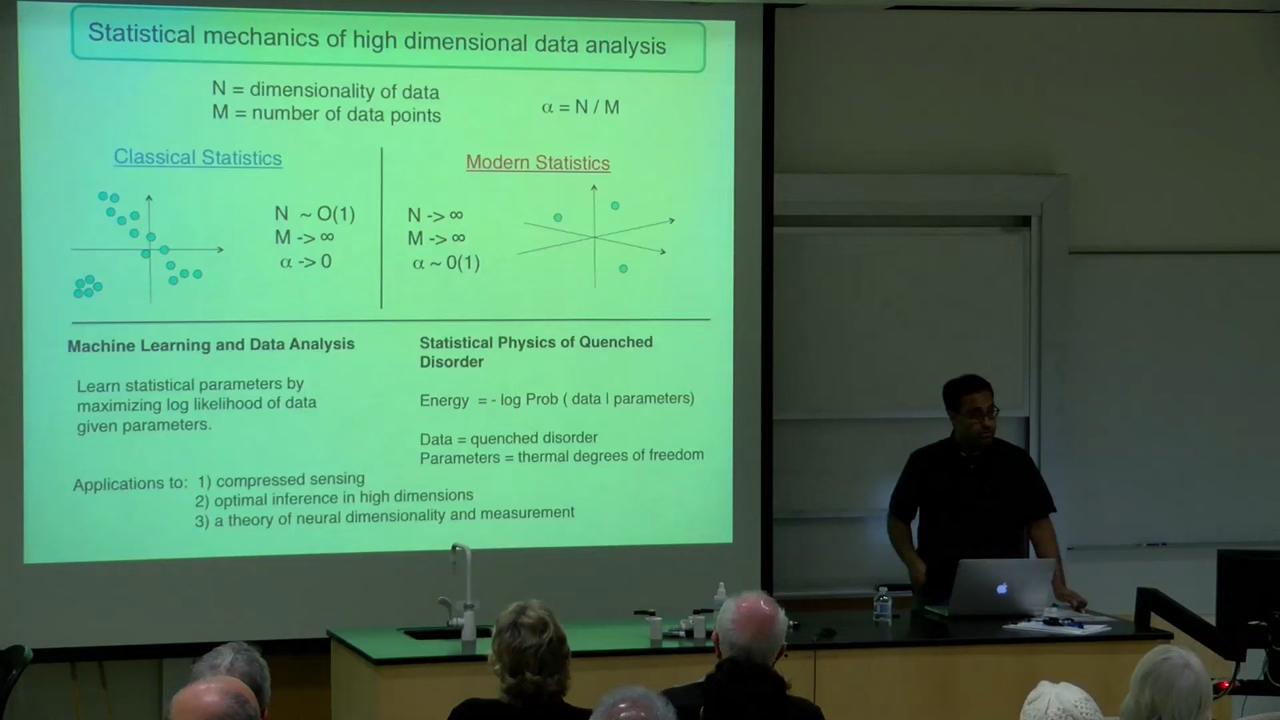 Statistical mechanics of high dimensional data analysis
N = dimensionality of data
M = number of data points
α = N / M
Classical Statistics
N ~ O(1)
M -> ∞
α -> 0
Modern Statistics
N -> ∞
M -> ∞
α ~ 0(1)
Machine Learning and Data Analysis
Learn statistical parameters by
maximizing log likelihood of data
given parameters.
Statistical Physics of Quenched
Disorder
Energy = - log Prob ( data | parameters)
Data = quenched disorder
Parameters = thermal degrees of freedom
Applications to: 1) compressed sensing
2) optimal inference in high dimensions
3) a theory of neural dimensionality and measurement